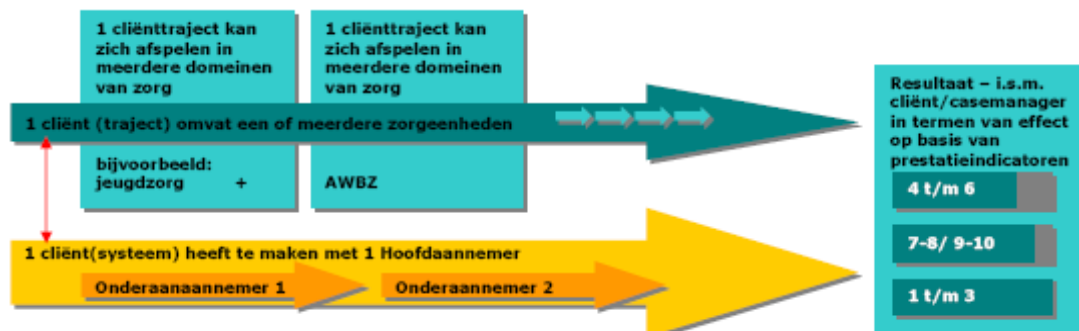 1 cliënttraject kan
zich afspelen in
meerdere domeinen
van zorg
1 cliënttraject kan
zich afspelen in
meerdere domeinen
van zorg
1 cliënt (traject) omvat een of meerdere zorgeenheden
bijvoorbeeld:
jeugdzorg +
AWBZ
1 cliënt(systeem) heeft te maken met 1 Hoofdaannemer
Onderaanaannemer 1
Onderaannemer 2
Resultaat – i.s.m.
cliënt/casemanager
in termen van effect
op basis van
prestatieindicatoren
4 t/m 6
7-8/ 9-10
1 t/m 3